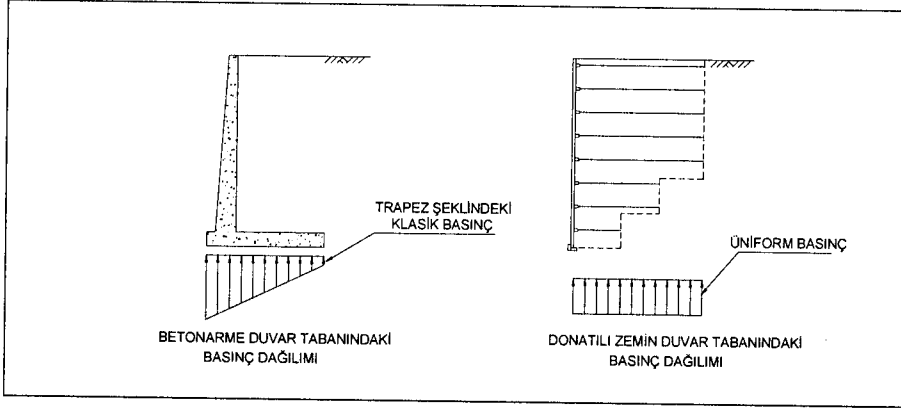 TRAPEZ ŞEKLİNDEKİ
KLASİK BASINÇ
BETONARME DUVAR TABANINDAKİ
BASINÇ DAĞILIMI
ÜNİFORM BASINÇ
DONATILI ZEMİN DUVAR TABANINDAKİ
BASINÇ DAĞILIMI